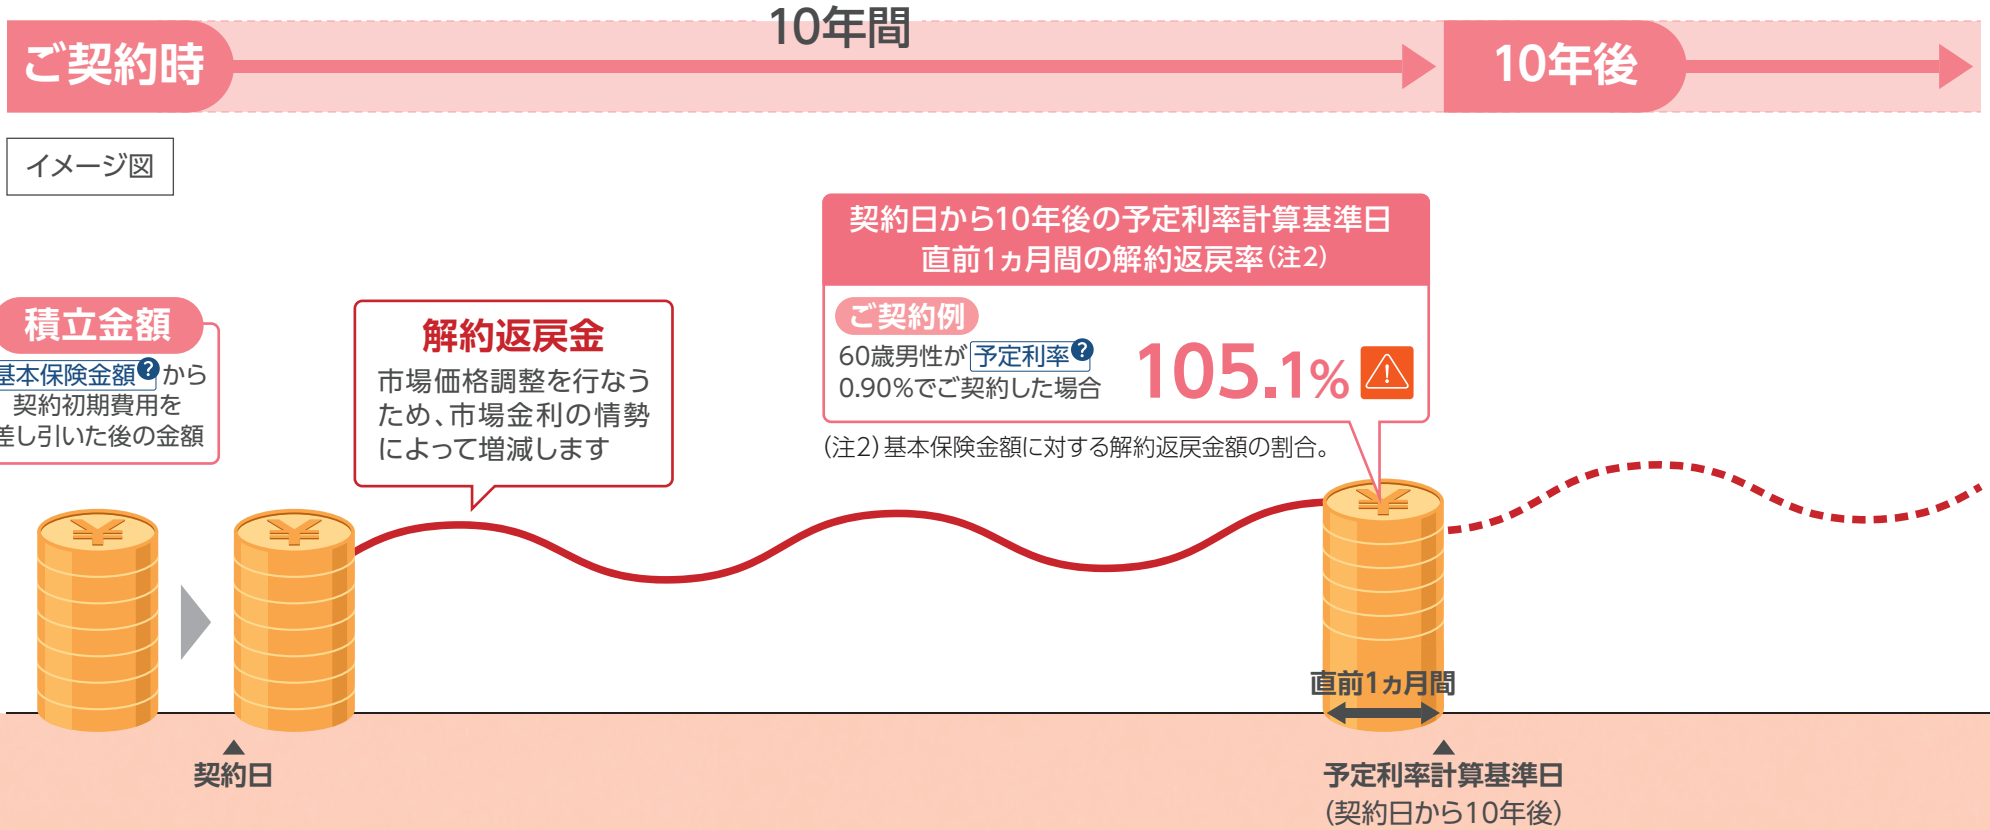 10年間
ご契約時
10年後
イメージ図
契約日から10年後の予定利率計算基準日
直前1ヵ月間の解約返戻率(注2)
ご契約例
60歳男性が予定利率?
0.90%でご契約した場合
105.1%
(注2)基本保険金額に対する解約返戻金額の割合。
積立金額
基本保険金額?から
契約初期費用を
差し引いた後の金額
解約返戻金
市場価格調整を行なう
ため、市場金利の情勢
によって増減します
直前1ヵ月間
契約日
予定利率計算基準日
(契約日から10年後)